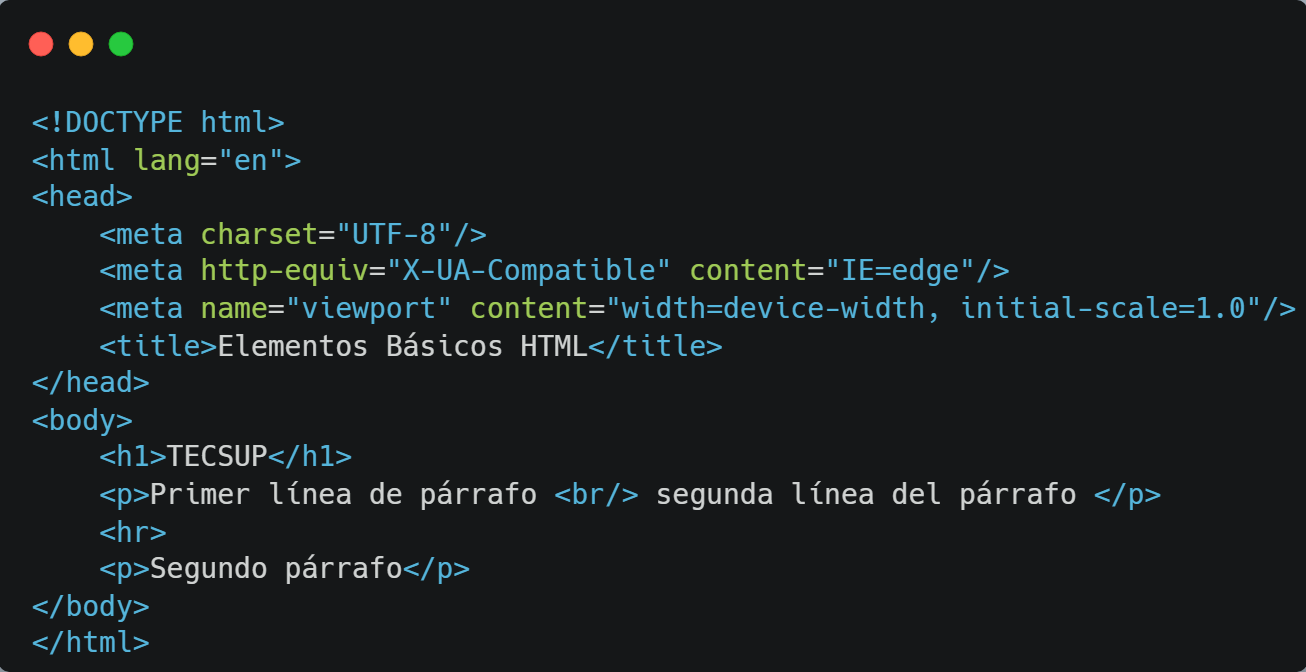 <!DOCTYPE html>
<html lang="en">
<head>
    <meta charset="UTF-8"/>
    <meta http-equiv="X-UA-Compatible" content="IE=edge"/>
    <meta name="viewport" content="width=device-width, initial-scale=1.0"/>
    <title>Elementos Básicos HTML</title>
</head>
<body>
    <h1>TECSUP</h1>
    <p>Primer línea de párrafo <br/> segunda línea del párrafo </p>
    <hr>
    <p>Segundo párrafo</p>
</body>
</html>